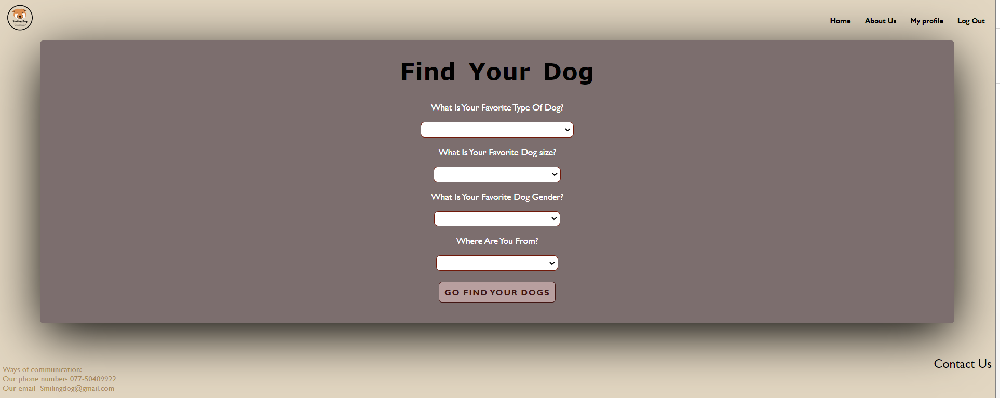 Smiling Dog
Home About Us My profile Log Out
Find Your Dog
What Is Your Favorite Type Of Dog?
What Is Your Favorite Dog size?
What Is Your Favorite Dog Gender?
Where Are You From?
GO FIND YOUR DOGS
Contact Us
Ways of communication:
Our phone number- 077-50409922
Our email- Smilingdog@gmail.com